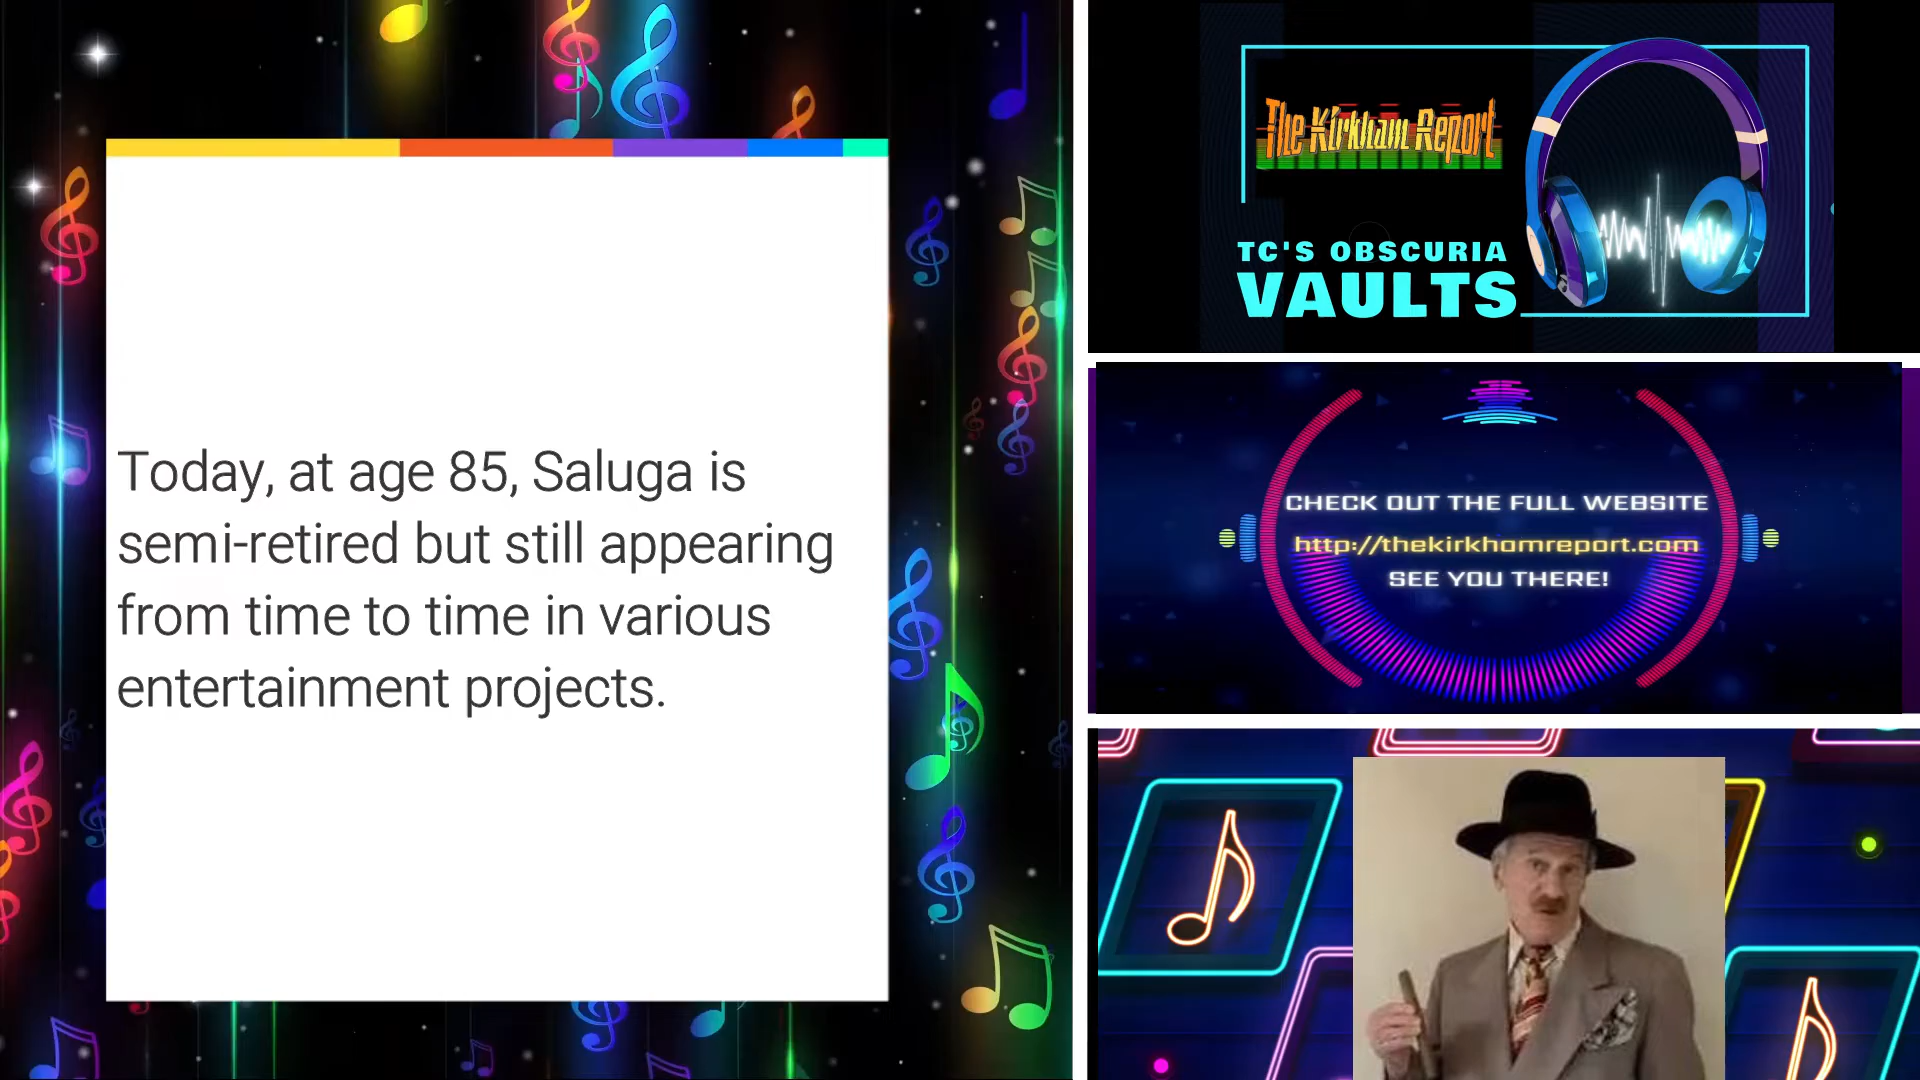 Today, at age 85, Saluga is
semi-retired but still appearing
from time to time in various
entertainment projects.
The Kirkham Report
TC'S OBSCURIA
VAULTS
CHECK OUT THE FULL WEBSITE
http://thekirkhamreport.com
SEE YOU THERE!